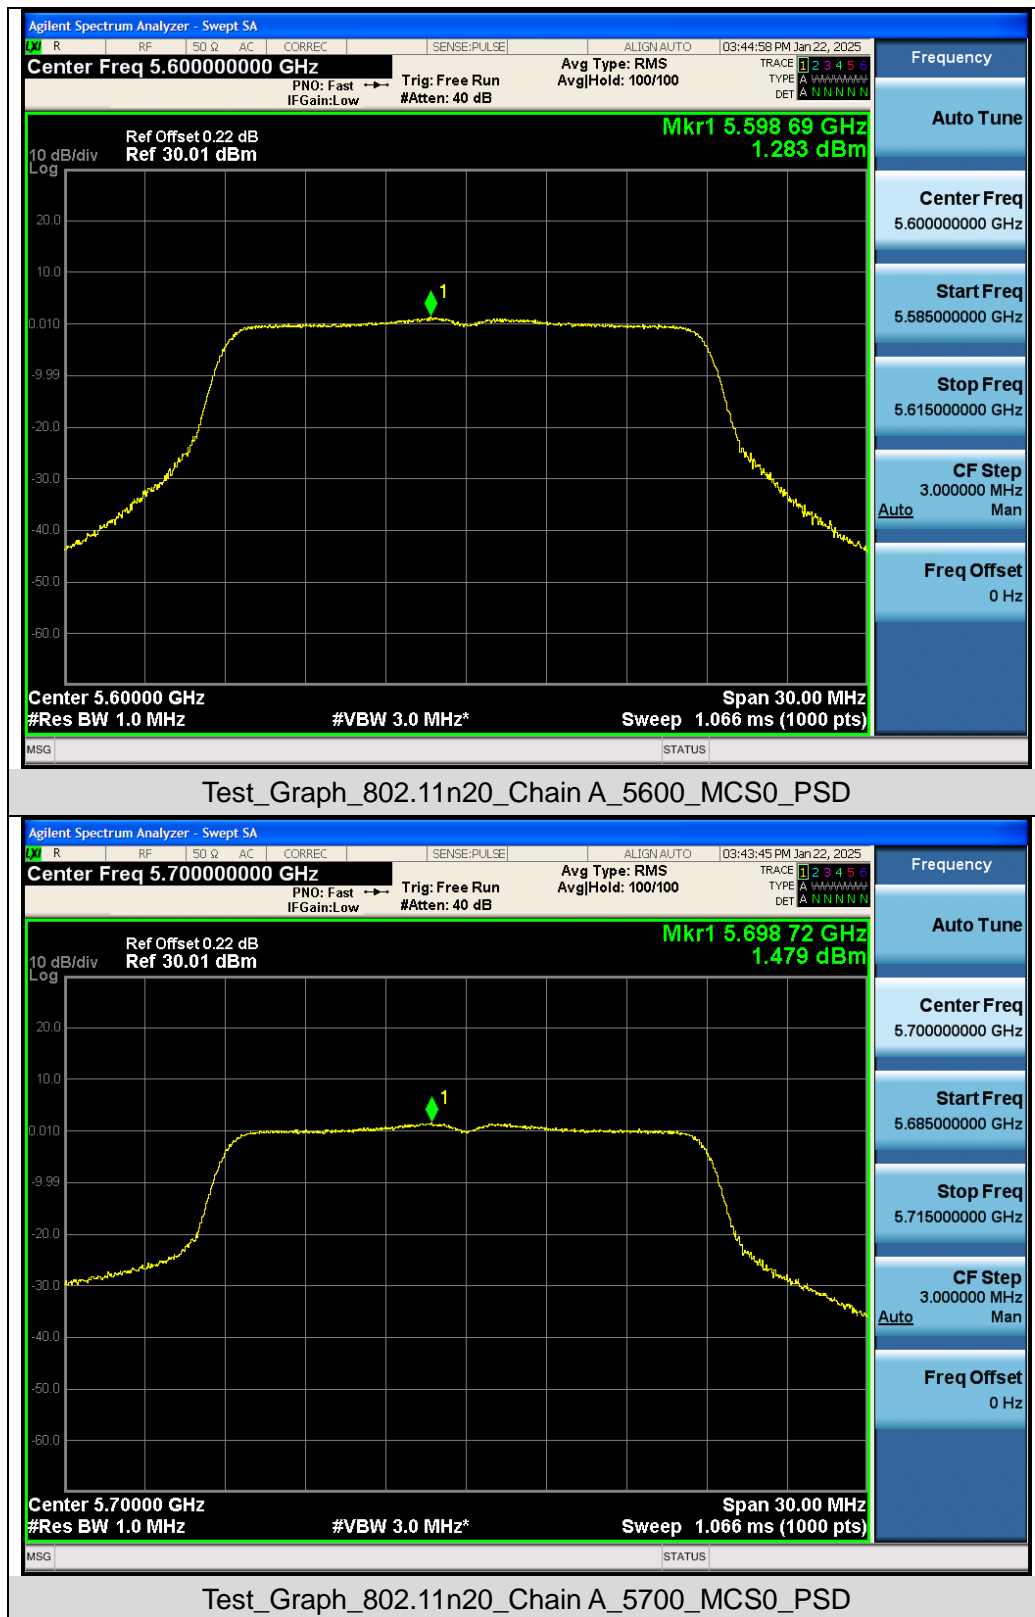 Agilent Spectrum Analyzer - Swept SA
LXI R RF 50 Ω AC CORREC SENSE:PULSE ALIGN AUTO 03:44:58 PM Jan 22, 2025
Center Freq 5.600000000 GHz
PNO: Fast
IFGain:Low
Trig: Free Run
#Atten: 40 dB
Avg Type: RMS
Avg|Hold: 100/100
TRACE 1 2 3 4 5 6
TYPE A WWWWW
DET A N N N N N
Frequency
Auto Tune
Center Freq
5.600000000 GHz
Start Freq
5.585000000 GHz
Stop Freq
5.615000000 GHz
CF Step
3.000000 MHz
Auto Man
Freq Offset
0 Hz
Mkr1 5.598 69 GHz
1.283 dBm
Ref Offset 0.22 dB
10 dB/div Ref 30.01 dBm
Log
1
20.0
10.0
0.010
-9.99
-20.0
-30.0
-40.0
-50.0
-60.0
Center 5.60000 GHz Span 30.00 MHz
#Res BW 1.0 MHz #VBW 3.0 MHz* Sweep 1.066 ms (1000 pts)
MSG STATUS
Test_Graph_802.11n20_Chain A_5600_MCS0_PSD
Agilent Spectrum Analyzer - Swept SA
LXI R RF 50 Ω AC CORREC SENSE:PULSE ALIGN AUTO 03:43:45 PM Jan 22, 2025
Center Freq 5.700000000 GHz
PNO: Fast
IFGain:Low
Trig: Free Run
#Atten: 40 dB
Avg Type: RMS
Avg|Hold: 100/100
TRACE 1 2 3 4 5 6
TYPE A WWWWW
DET A N N N N N
Frequency
Auto Tune
Center Freq
5.700000000 GHz
Start Freq
5.685000000 GHz
Stop Freq
5.715000000 GHz
CF Step
3.000000 MHz
Auto Man
Freq Offset
0 Hz
Mkr1 5.698 72 GHz
1.479 dBm
Ref Offset 0.22 dB
10 dB/div Ref 30.01 dBm
Log
1
20.0
10.0
0.010
-9.99
-20.0
-30.0
-40.0
-50.0
-60.0
Center 5.70000 GHz Span 30.00 MHz
#Res BW 1.0 MHz #VBW 3.0 MHz* Sweep 1.066 ms (1000 pts)
MSG STATUS
Test_Graph_802.11n20_Chain A_5700_MCS0_PSD